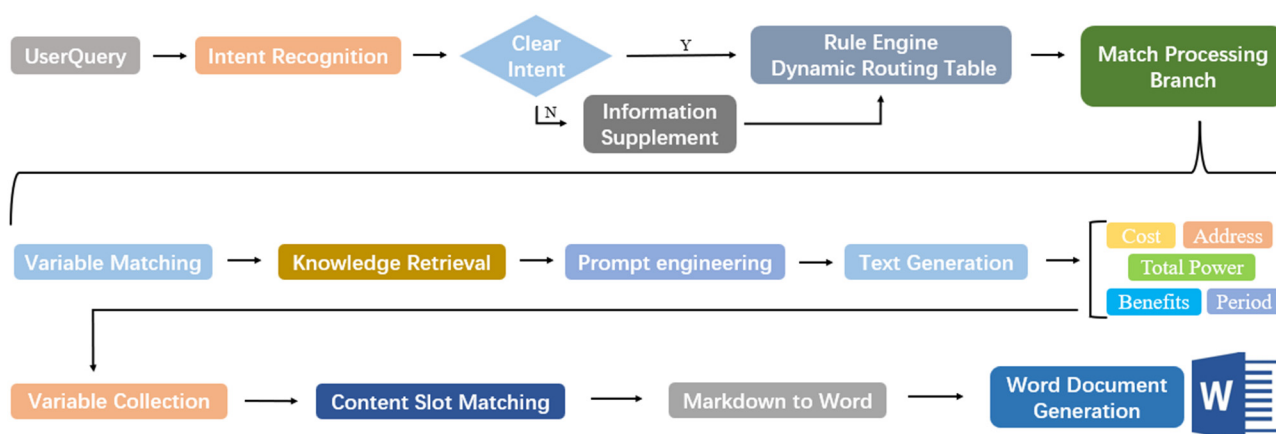 UserQuery
Intent Recognition
Clear
Intent
Y
Rule Engine
Dynamic Routing Table
Match Processing
Branch
N
Information
Supplement
Variable Matching
Knowledge Retrieval
Prompt engineering
Text Generation
Cost
Address
Total Power
Benefits
Period
Variable Collection
Content Slot Matching
Markdown to Word
Word Document
Generation
W